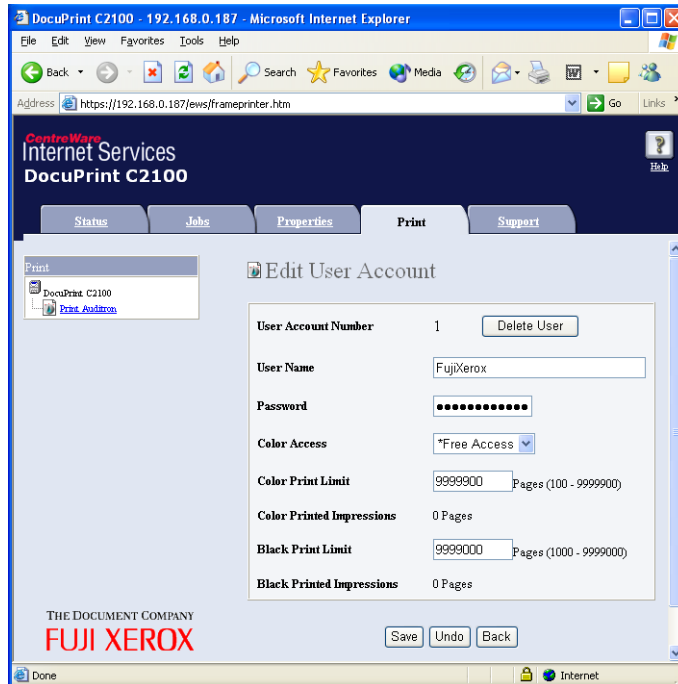 DocuPrint C2100 - 192.168.0.187 - Microsoft Internet Explorer
File Edit View Favorites Tools Help
Back Search Favorites Media
Address https://192.168.0.187/ews/frameprinter.htm Go Links
CentreWare
Internet Services
DocuPrint C2100
Help
Status Jobs Properties Print Support
Print
DocuPrint C2100
Print Auditron
Edit User Account
User Account Number 1 Delete User
User Name FujiXerox
Password ●●●●●●●●●●●●
Color Access *Free Access
Color Print Limit 9999900 Pages (100 - 9999900)
Color Printed Impressions 0 Pages
Black Print Limit 9999000 Pages (1000 - 9999000)
Black Printed Impressions 0 Pages
THE DOCUMENT COMPANY
FUJI XEROX
Save Undo Back
Done Internet